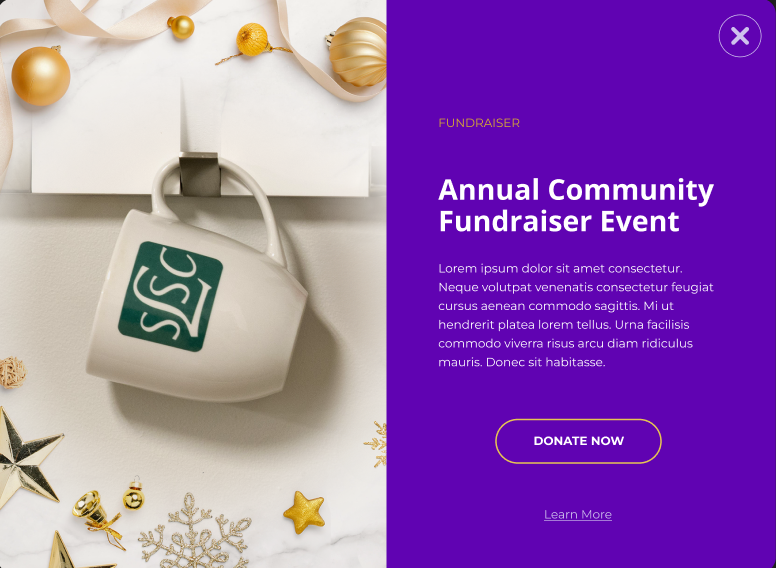 SLSC
FUNDRAISER
Annual Community
Fundraiser Event
Lorem ipsum dolor sit amet consectetur.
Neque volutpat venenatis consectetur feugiat
cursus aenean commodo sagittis. Mi ut
hendrerit platea lorem tellus. Urna facilisis
commodo viverra risus arcu diam ridiculus
mauris. Donec sit habitasse.
DONATE NOW
Learn More